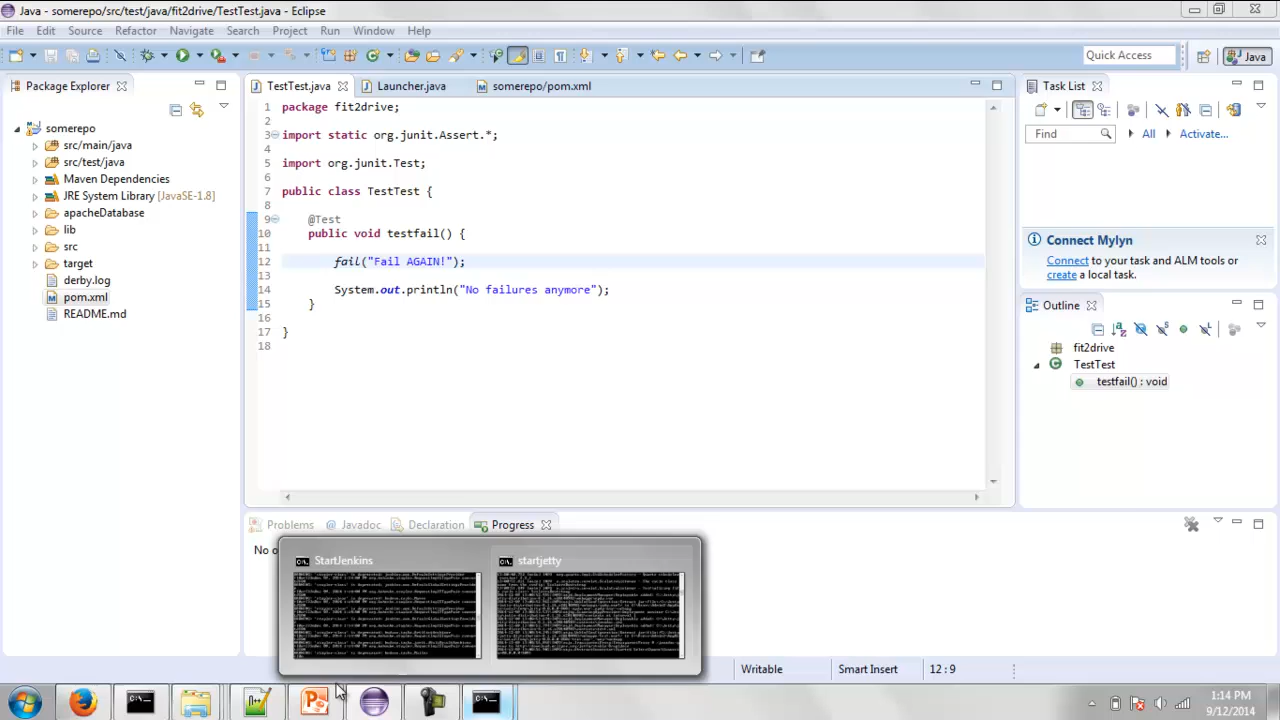 Java - somerepo/src/test/java/fit2drive/TestTest.java - Eclipse
File Edit Source Refactor Navigate Search Project Run Window Help
Quick Access
Java
Package Explorer
TestTest.java
Launcher.java
somerepo/pom.xml
Task List
somerepo
src/main/java
src/test/java
Maven Dependencies
JRE System Library [JavaSE-1.8]
apacheDatabase
lib
src
target
derby.log
pom.xml
README.md
1 package fit2drive;
2
3 import static org.junit.Assert.*;
4
5 import org.junit.Test;
6
7 public class TestTest {
8
9 @Test
10 public void testfail() {
11
12 fail("Fail AGAIN!");
13
14 System.out.println("No failures anymore");
15 }
16
17 }
18
Find
All
Activate...
Connect Mylyn
Connect to your task and ALM tools or
create a local task.
Outline
fit2drive
TestTest
testfail() : void
Problems @ Javadoc Declaration Progress
No o
StartJenkins
startjetty
Writable
Smart Insert
12 : 9
1:14 PM
9/12/2014